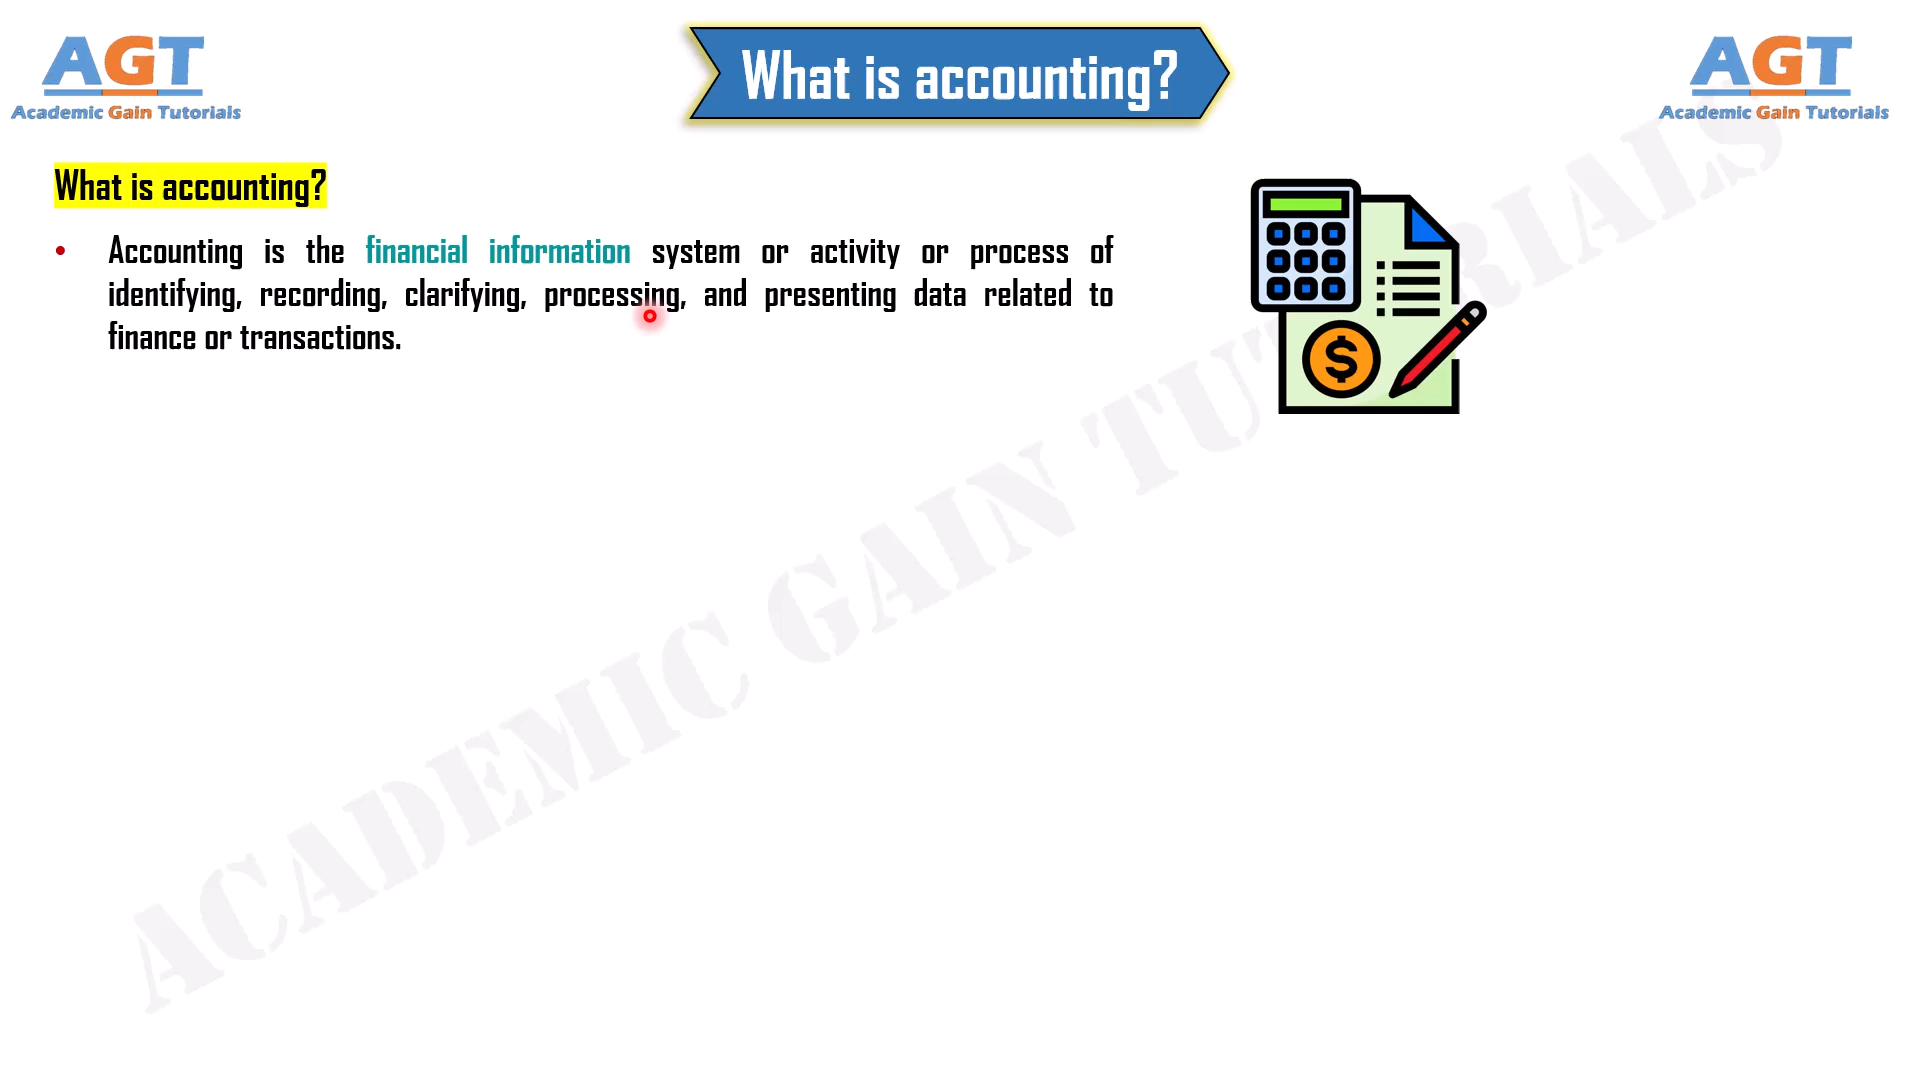 AGT
Academic Gain Tutorials
What is accounting?
AGT
Academic Gain Tutorials
What is accounting?
• Accounting is the financial information system or activity or process of
identifying, recording, clarifying, processing, and presenting data related to
finance or transactions.
$
ACADEMIC GAIN TUTORIALS